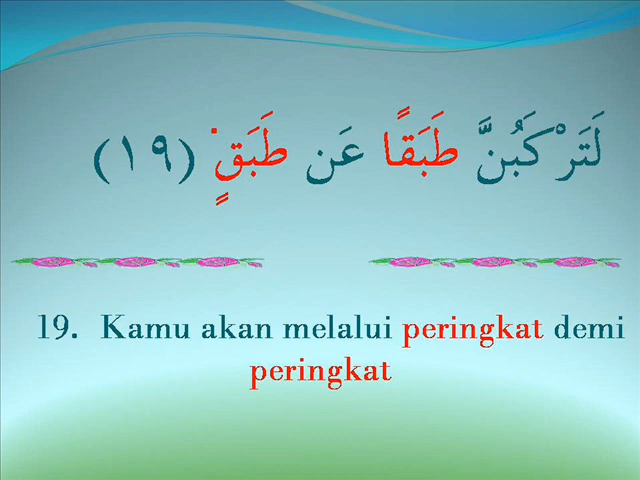 لَتَرْكَبُنَّ طَبَقًا عَن طَبَقٍ (١٩)
19. Kamu akan melalui peringkat demi
peringkat